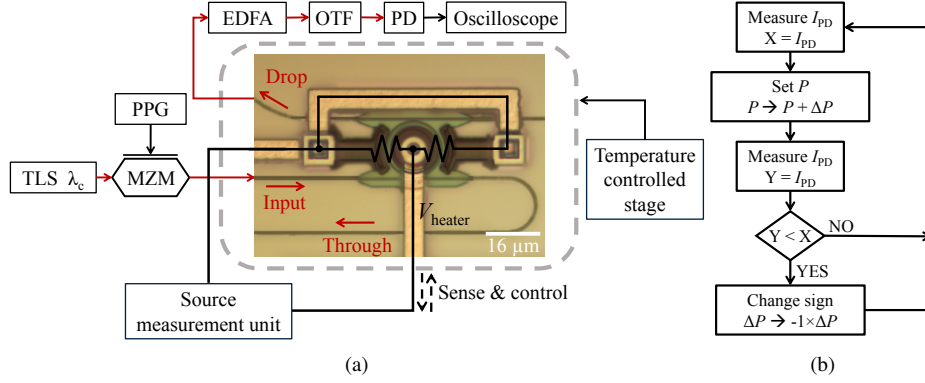 EDFA
OTF
PD
Oscilloscope
Drop
PPG
TLS λc
MZM
Input
Through
Vheater
16 µm
Temperature
controlled
stage
Source
measurement unit
Sense & control
(a)
Measure IPD
X = IPD
Set P
P → P + ΔP
Measure IPD
Y = IPD
Y < X
NO
YES
Change sign
ΔP → -1×ΔP
(b)